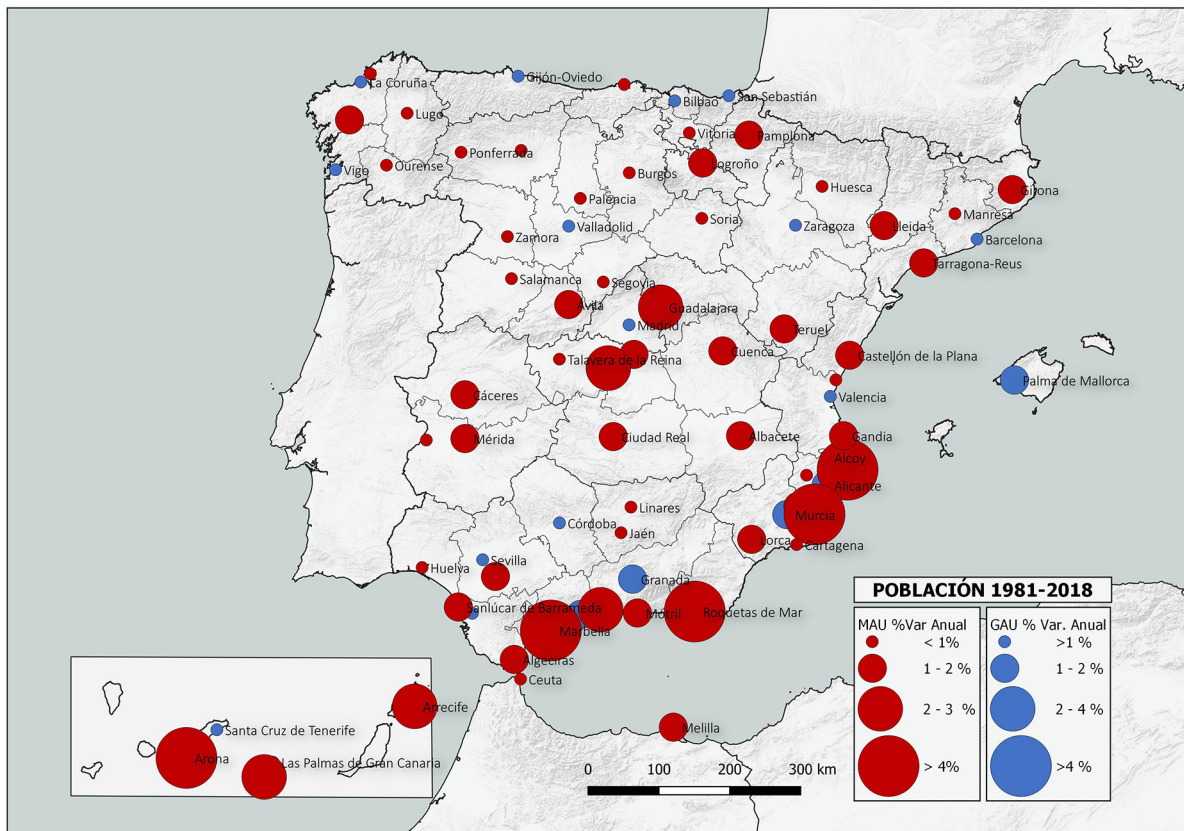 La Coruña
Gijón-Oviedo
Bilbao
San Sebastián
Lugo
Vitoria
Pamplona
Ponferrada
Logroño
Vigo
Ourense
Burgos
Huesca
Girona
Palencia
Soria
Manresa
Zamora
Valladolid
Zaragoza
Lleida
Barcelona
Tarragona-Reus
Salamanca
Segovia
Ávila
Guadalajara
Madrid
Teruel
Cuenca
Castellón de la Plana
Talavera de la Reina
Palma de Mallorca
Cáceres
Valencia
Mérida
Ciudad Real
Albacete
Gandia
Alcoy
Alicante
Linares
Murcia
Córdoba
Jaén
Lorca
Cartagena
Sevilla
Huelva
Granada
Sanlúcar de Barrameda
Motril
Roquetas de Mar
Marbella
Algeciras
Ceuta
Melilla
Arrecife
Santa Cruz de Tenerife
Arona
Las Palmas de Gran Canaria
0 100 200 300 km
POBLACIÓN 1981-2018
MAU %Var Anual
< 1%
1 - 2 %
2 - 3 %
> 4%
GAU % Var. Anual
>1 %
1 - 2 %
2 - 4 %
>4 %